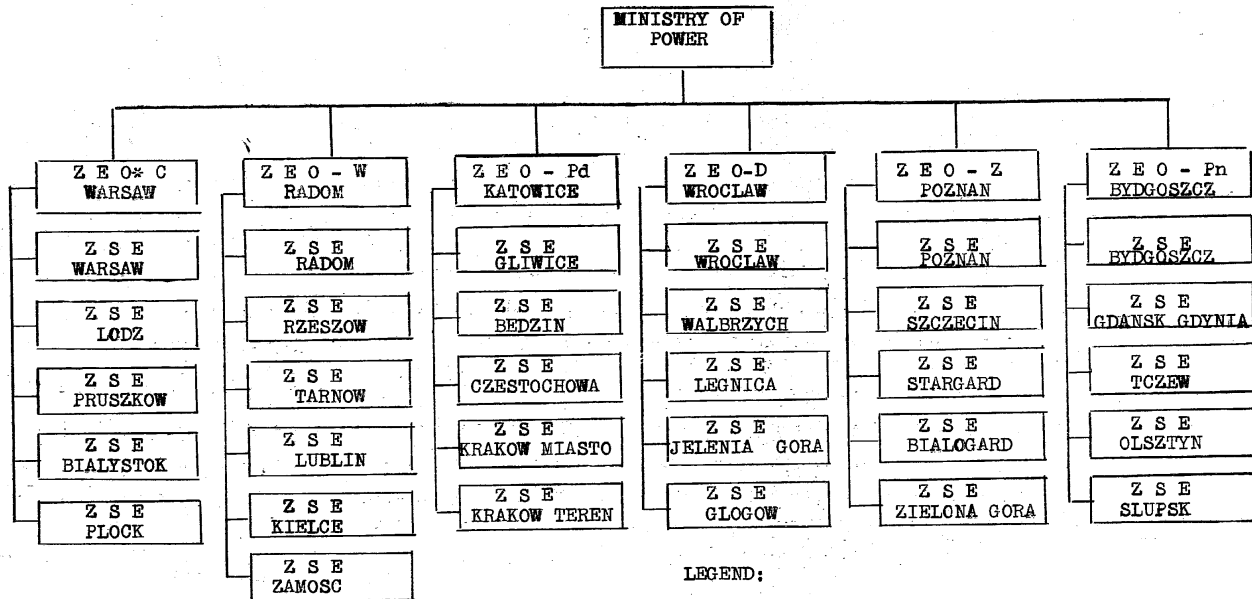 MINISTRY OF
POWER
Z E O* C
WARSAW
Z S E
WARSAW
Z S E
LODZ
Z S E
PRUSZKOW
Z S E
BIALYSTOK
Z S E
PLOCK
Z E O - W
RADOM
Z S E
RADOM
Z S E
RZESZOW
Z S E
TARNOW
Z S E
LUBLIN
Z S E
KIELCE
Z S E
ZAMOSC
Z E O - Pd
KATOWICE
Z S E
GLIWICE
Z S E
BEDZIN
Z S E
CZESTOCHOWA
Z S E
KRAKOW MIASTO
Z S E
KRAKOW TEREN
Z E O-D
WROCLAW
Z S E
WROCLAW
Z S E
WALBRZYCH
Z S E
LEGNICA
Z S E
JELENIA GORA
Z S E
GLOGOW
Z E O - Z
POZNAN
Z S E
POZNAN
Z S E
SZCZECIN
Z S E
STARGARD
Z S E
BIALOGARD
Z S E
ZIELONA GORA
Z E O - Pn
BYDGOSZCZ
Z S E
BYDGOSZCZ
Z S E
GDANSK GDYNIA
Z S E
TCZEW
Z S E
OLSZTYN
Z S E
SLUPSK
LEGEND: